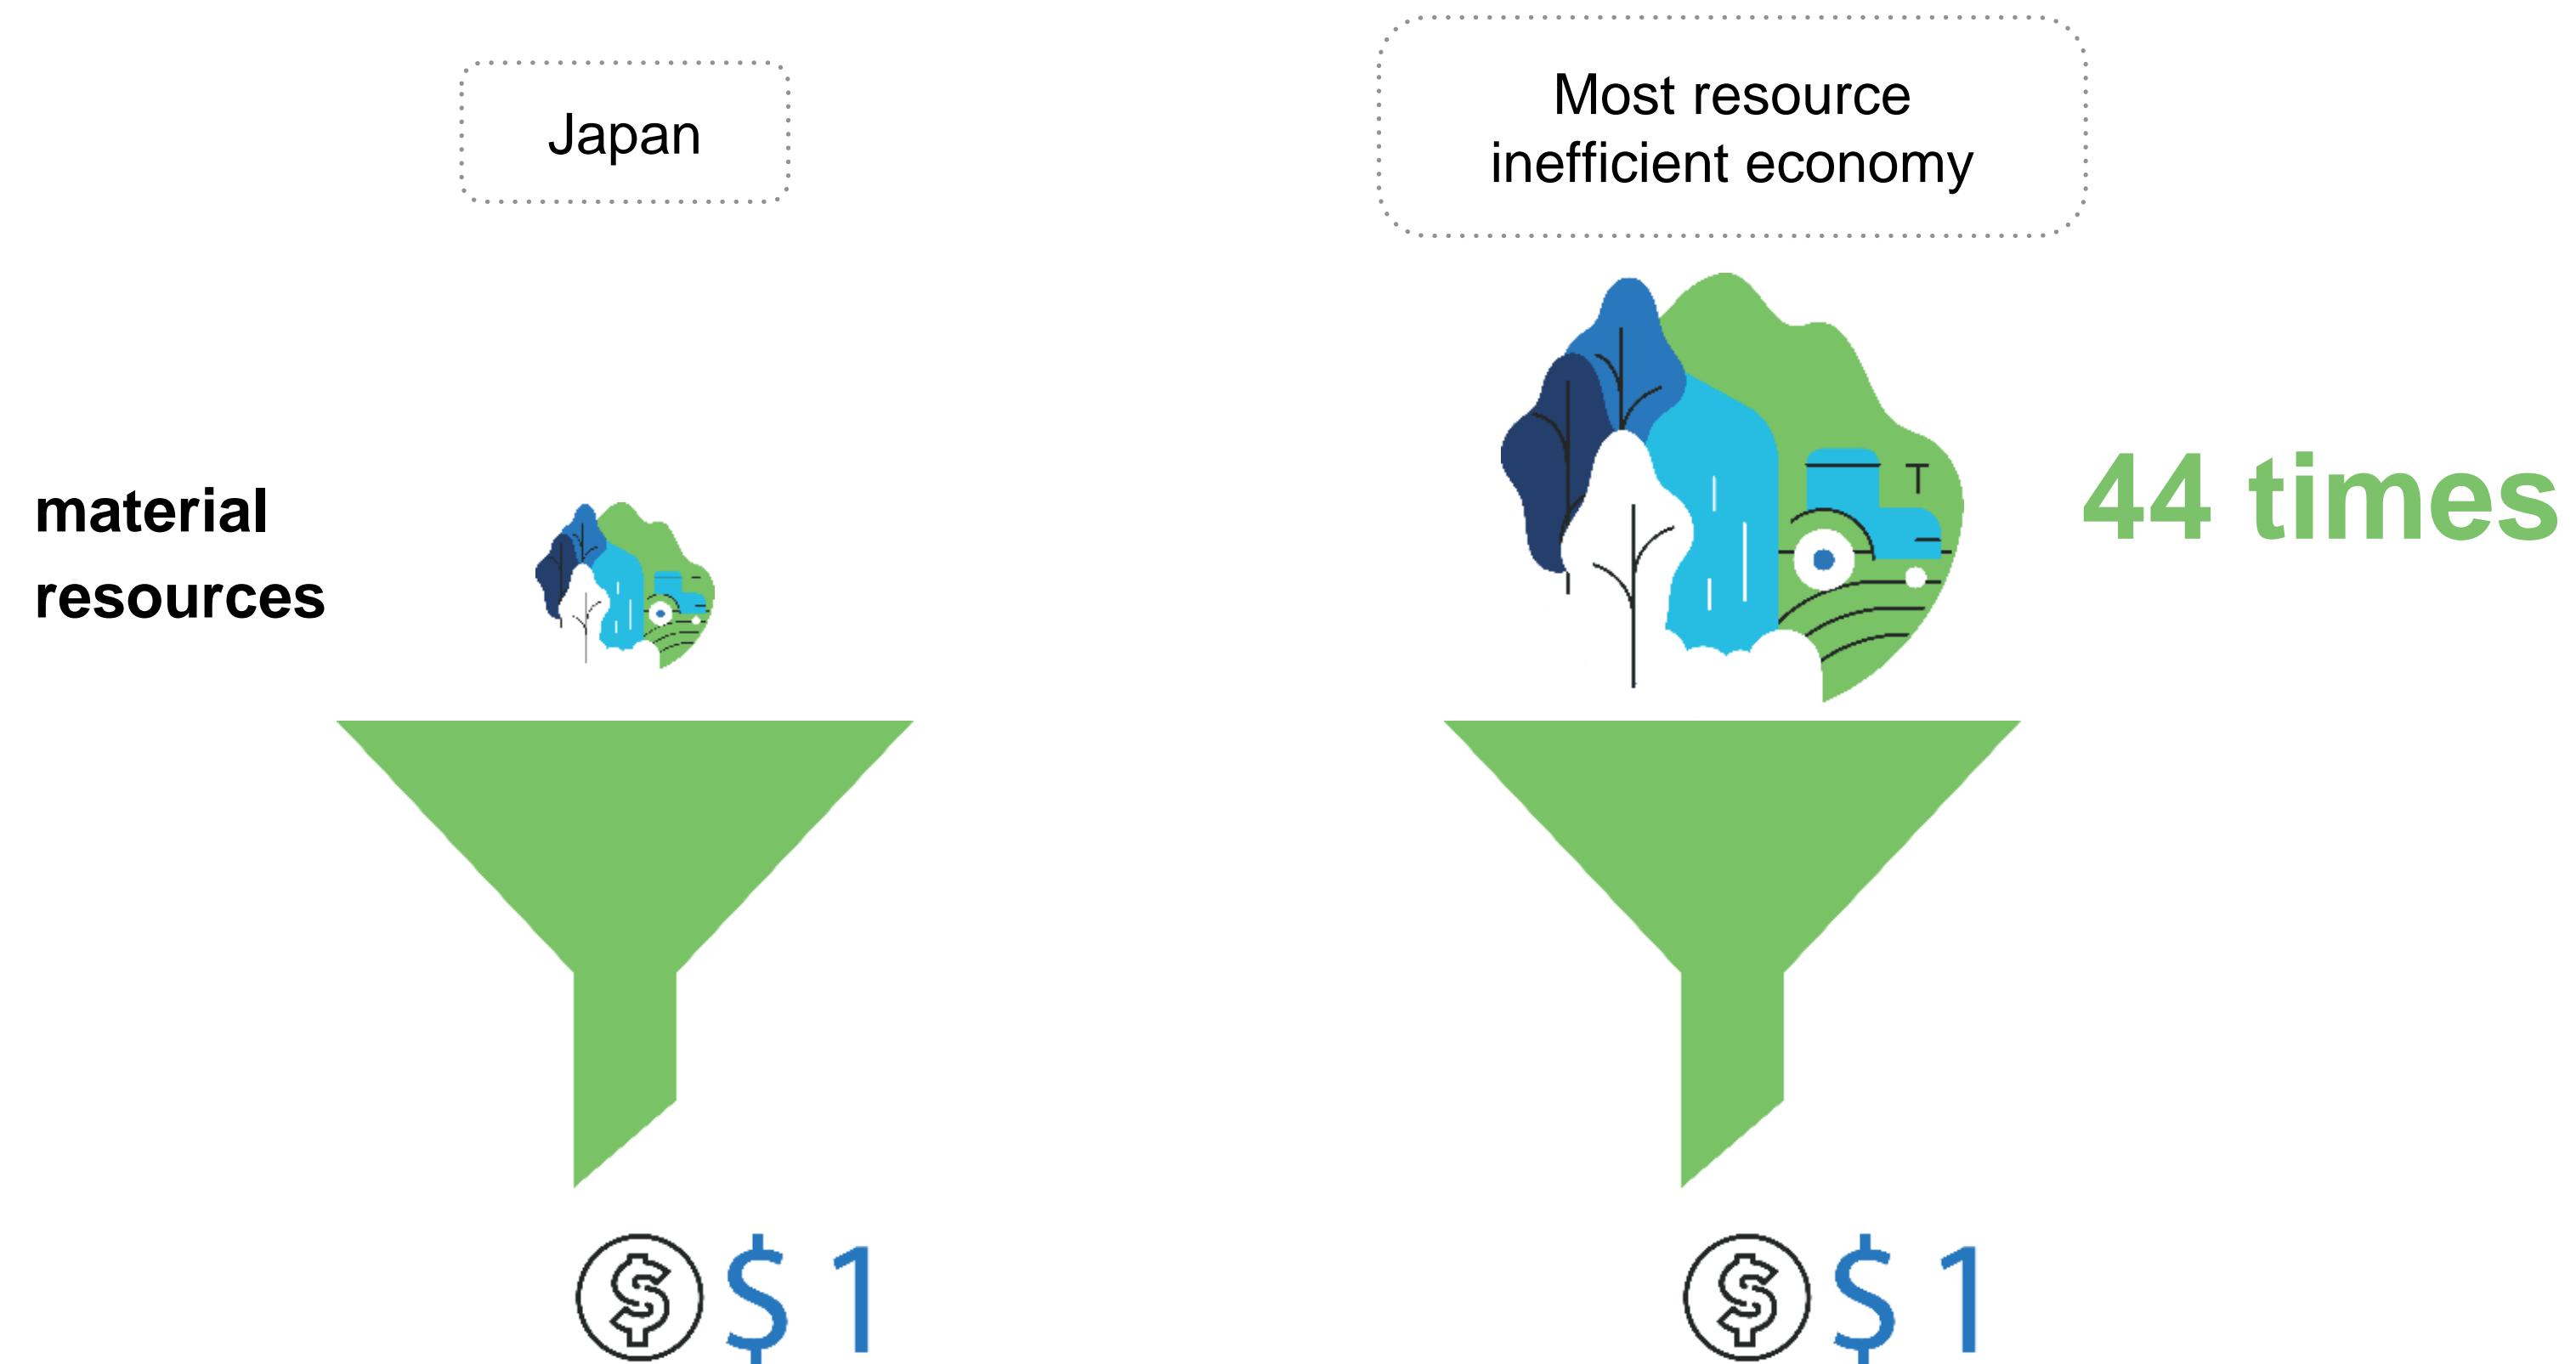 Japan
Most resource
inefficient economy
material
resources
44 times
$ 1
$ 1